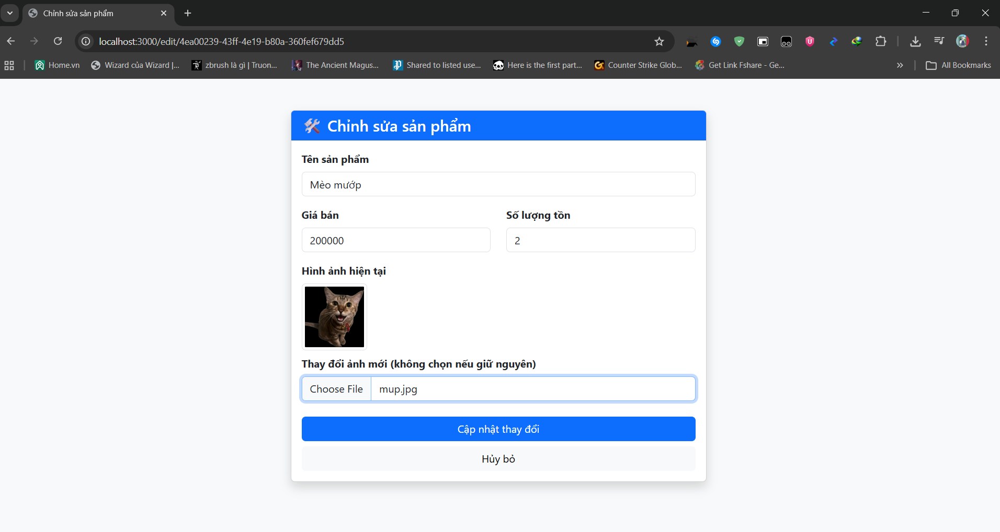 Chỉnh sửa sản phẩm
localhost:3000/edit/4ea00239-43ff-4e19-b80a-360fef679dd5
Home.vn
Wizard của Wizard |...
zbrush là gì | Truon...
The Ancient Magus...
Shared to listed use...
Here is the first part...
Counter Strike Glob...
Get Link Fshare - Ge...
All Bookmarks
Chỉnh sửa sản phẩm
Tên sản phẩm
Mèo mướp
Giá bán
Số lượng tồn
200000
2
Hình ảnh hiện tại
Thay đổi ảnh mới (không chọn nếu giữ nguyên)
Choose File
mup.jpg
Cập nhật thay đổi
Hủy bỏ